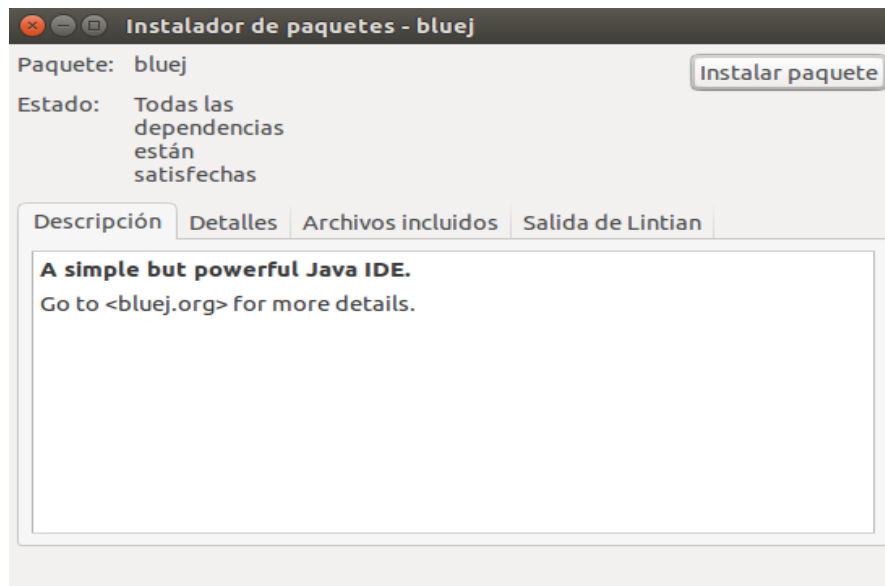 Instalador de paquetes - bluej
Paquete: bluej
Instalar paquete
Estado: Todas las
dependencias
están
satisfechas
Descripción Detalles Archivos incluidos Salida de Lintian
A simple but powerful Java IDE.
Go to <bluej.org> for more details.